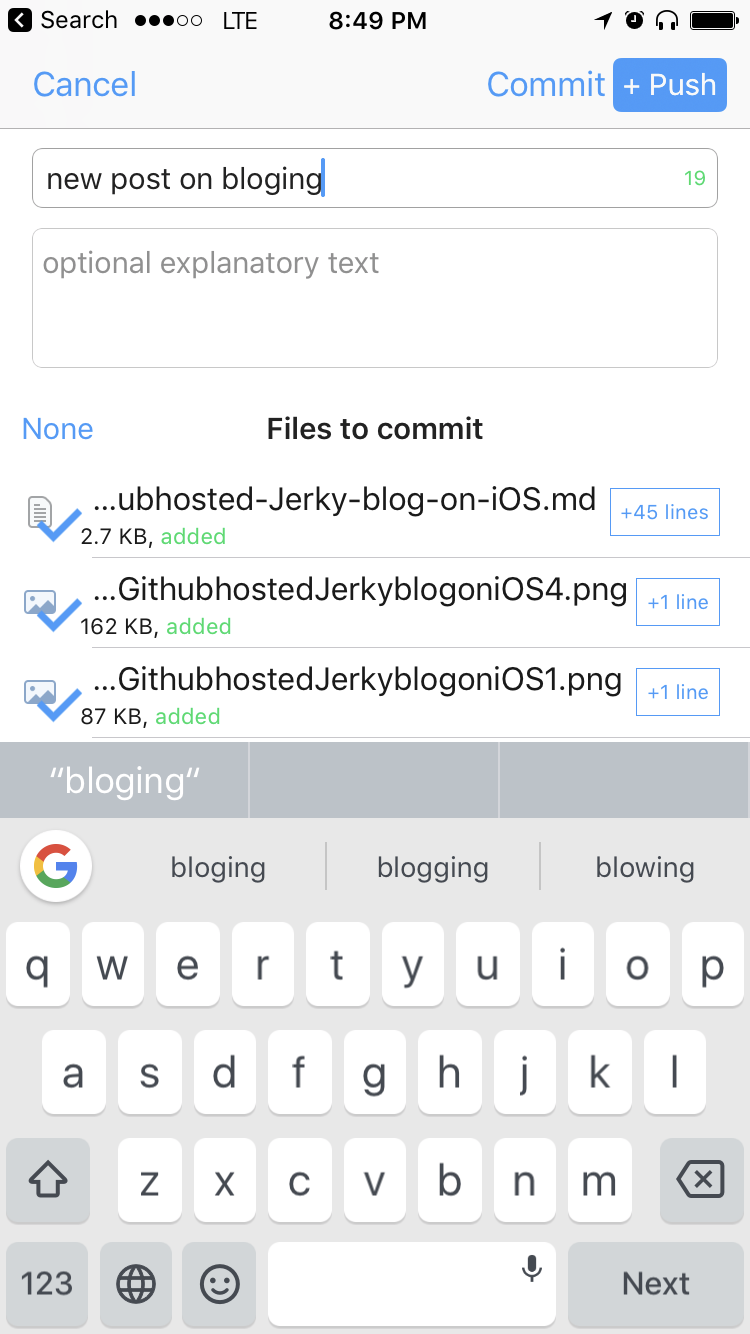 Search LTE 8:49 PM
Cancel Commit + Push
new post on bloging 19
optional explanatory text
None Files to commit
...ubhosted-Jerky-blog-on-iOS.md +45 lines
2.7 KB, added
...GithubhostedJerkyblogoniOS4.png +1 line
162 KB, added
...GithubhostedJerkyblogoniOS1.png +1 line
87 KB, added
“bloging“
G bloging blogging blowing
q w e r t y u i o p
a s d f g h j k l
z x c v b n m
123 Next